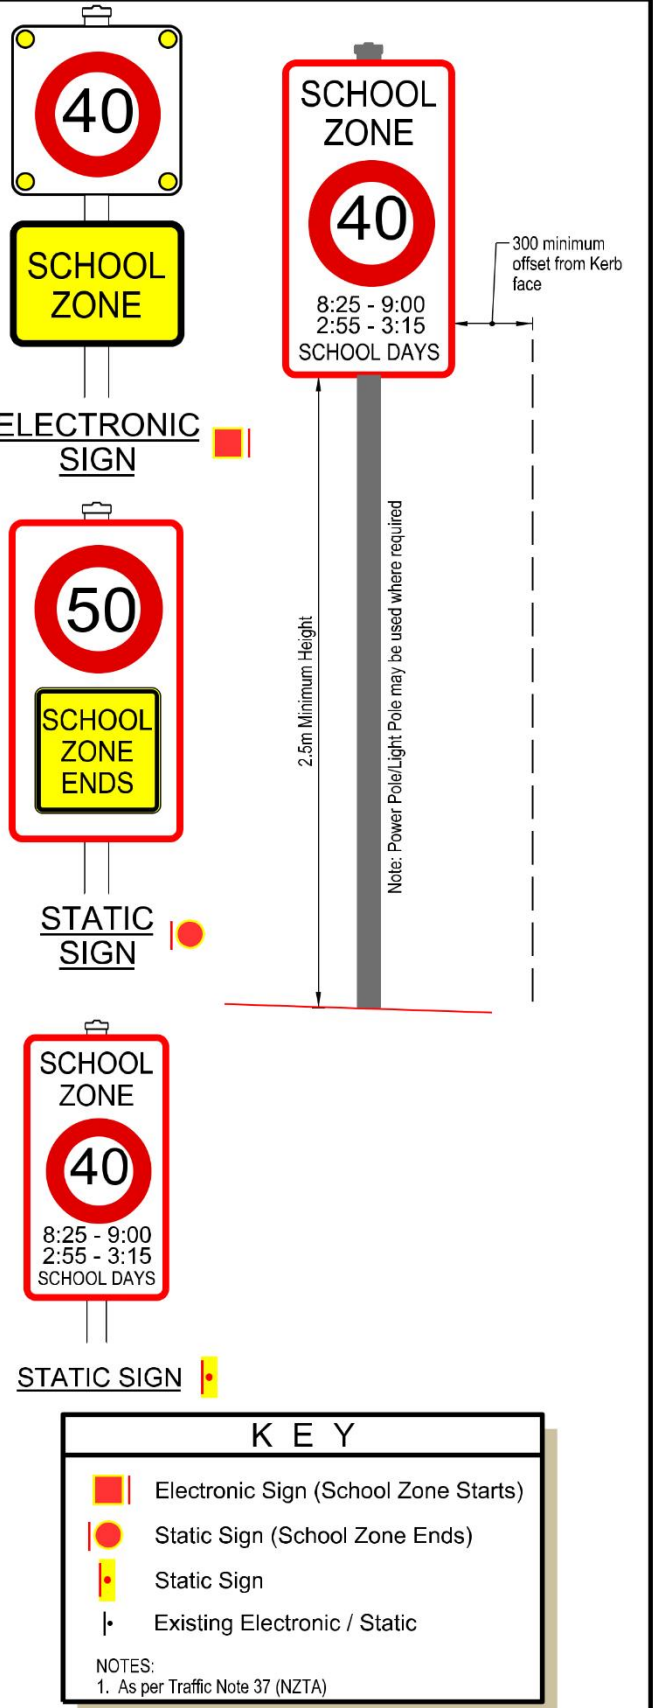 40
SCHOOL
ZONE
ELECTRONIC
SIGN
SCHOOL
ZONE
40
8:25 - 9:00
2:55 - 3:15
SCHOOL DAYS
300 minimum
offset from Kerb
face
2.5m Minimum Height
Note: Power Pole/Light Pole may be used where required
50
SCHOOL
ZONE
ENDS
STATIC
SIGN
SCHOOL
ZONE
40
8:25 - 9:00
2:55 - 3:15
SCHOOL DAYS
STATIC SIGN
K E Y
Electronic Sign (School Zone Starts)
Static Sign (School Zone Ends)
Static Sign
Existing Electronic / Static
NOTES:
1. As per Traffic Note 37 (NZTA)